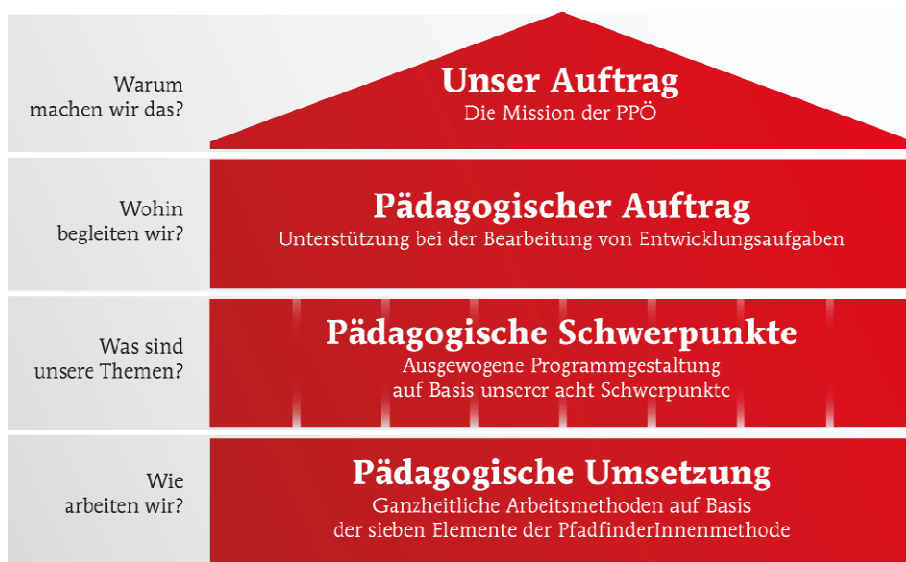 Warum
machen wir das?
Unser Auftrag
Die Mission der PPÖ
Wohin
begleiten wir?
Pädagogischer Auftrag
Unterstützung bei der Bearbeitung von Entwicklungsaufgaben
Was sind
unsere Themen?
Pädagogische Schwerpunkte
Ausgewogene Programmgestaltung
auf Basis unserer acht Schwerpunkte
Wie
arbeiten wir?
Pädagogische Umsetzung
Ganzheitliche Arbeitsmethoden auf Basis
der sieben Elemente der PfadfinderInnenmethode